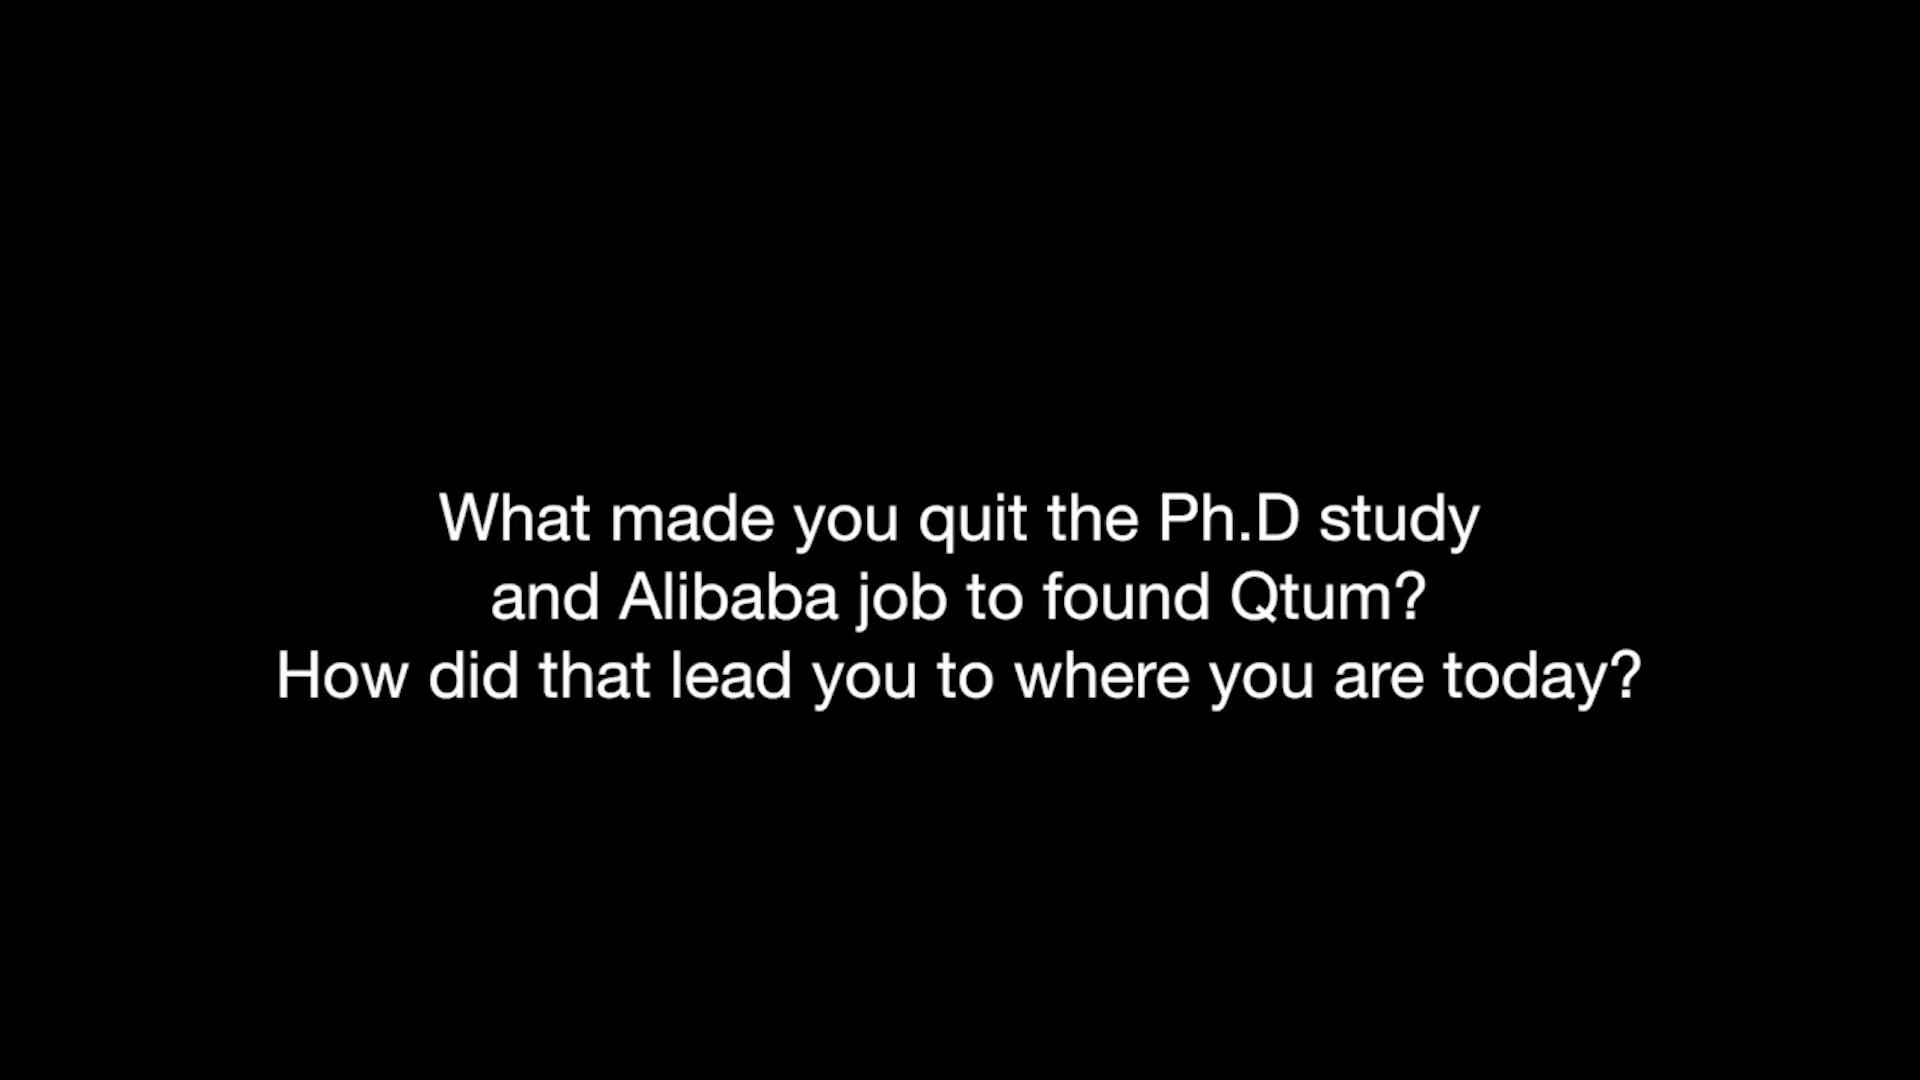 What made you quit the Ph.D study
and Alibaba job to found Qtum?
How did that lead you to where you are today?